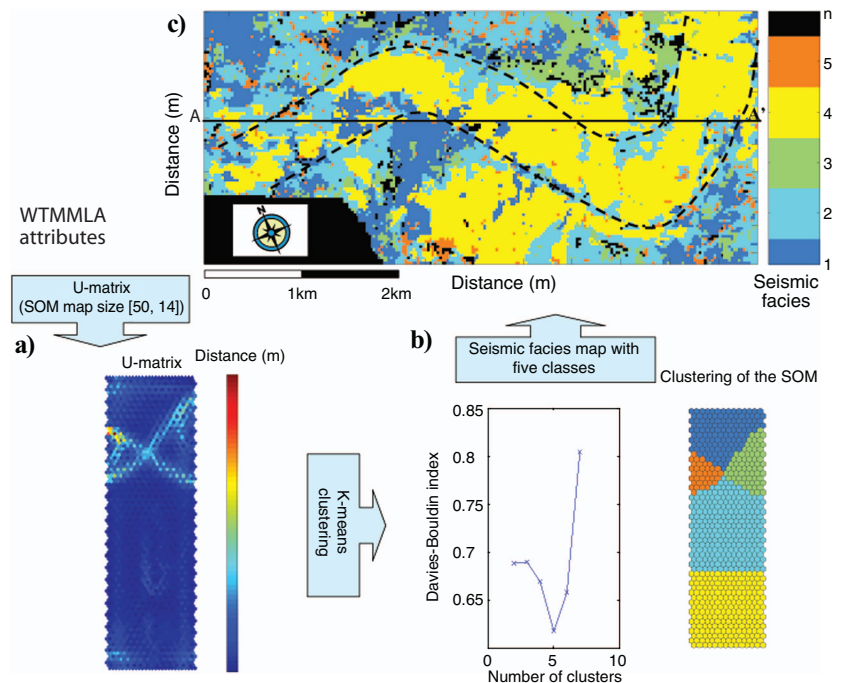 c)
n
5
4
3
2
1
Seismic
facies
Distance (m)
A
A'
N
F
Distance (m)
0
1km
2km
WTMMLA
attributes
U-matrix
(SOM map size [50, 14])
a)
U-matrix
Distance (m)
K-means
clustering
b)
Seismic facies map with
five classes
Clustering of the SOM
0.85
0.8
0.75
0.7
0.65
Davies-Bouldin index
0
5
10
Number of clusters